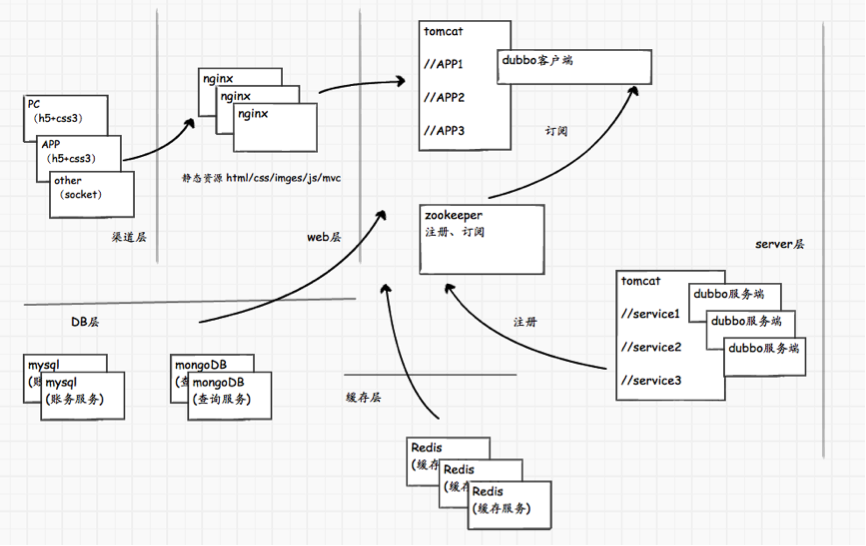 PC
（h5+css3）
APP
（h5+css3）
other
（socket）
渠道层
nginx
nginx
nginx
静态资源 html/css/imges/js/mvc
web层
tomcat
//APP1
//APP2
//APP3
dubbo客户端
订阅
zookeeper
注册、订阅
server层
tomcat
//service1
//service2
//service3
dubbo服务端
dubbo服务端
dubbo服务端
注册
DB层
mysql
(账
mysql
(账务服务)
mongoDB
(查
mongoDB
(查询服务)
缓存层
Redis
(缓存
Redis
(缓存
Redis
(缓存服务)